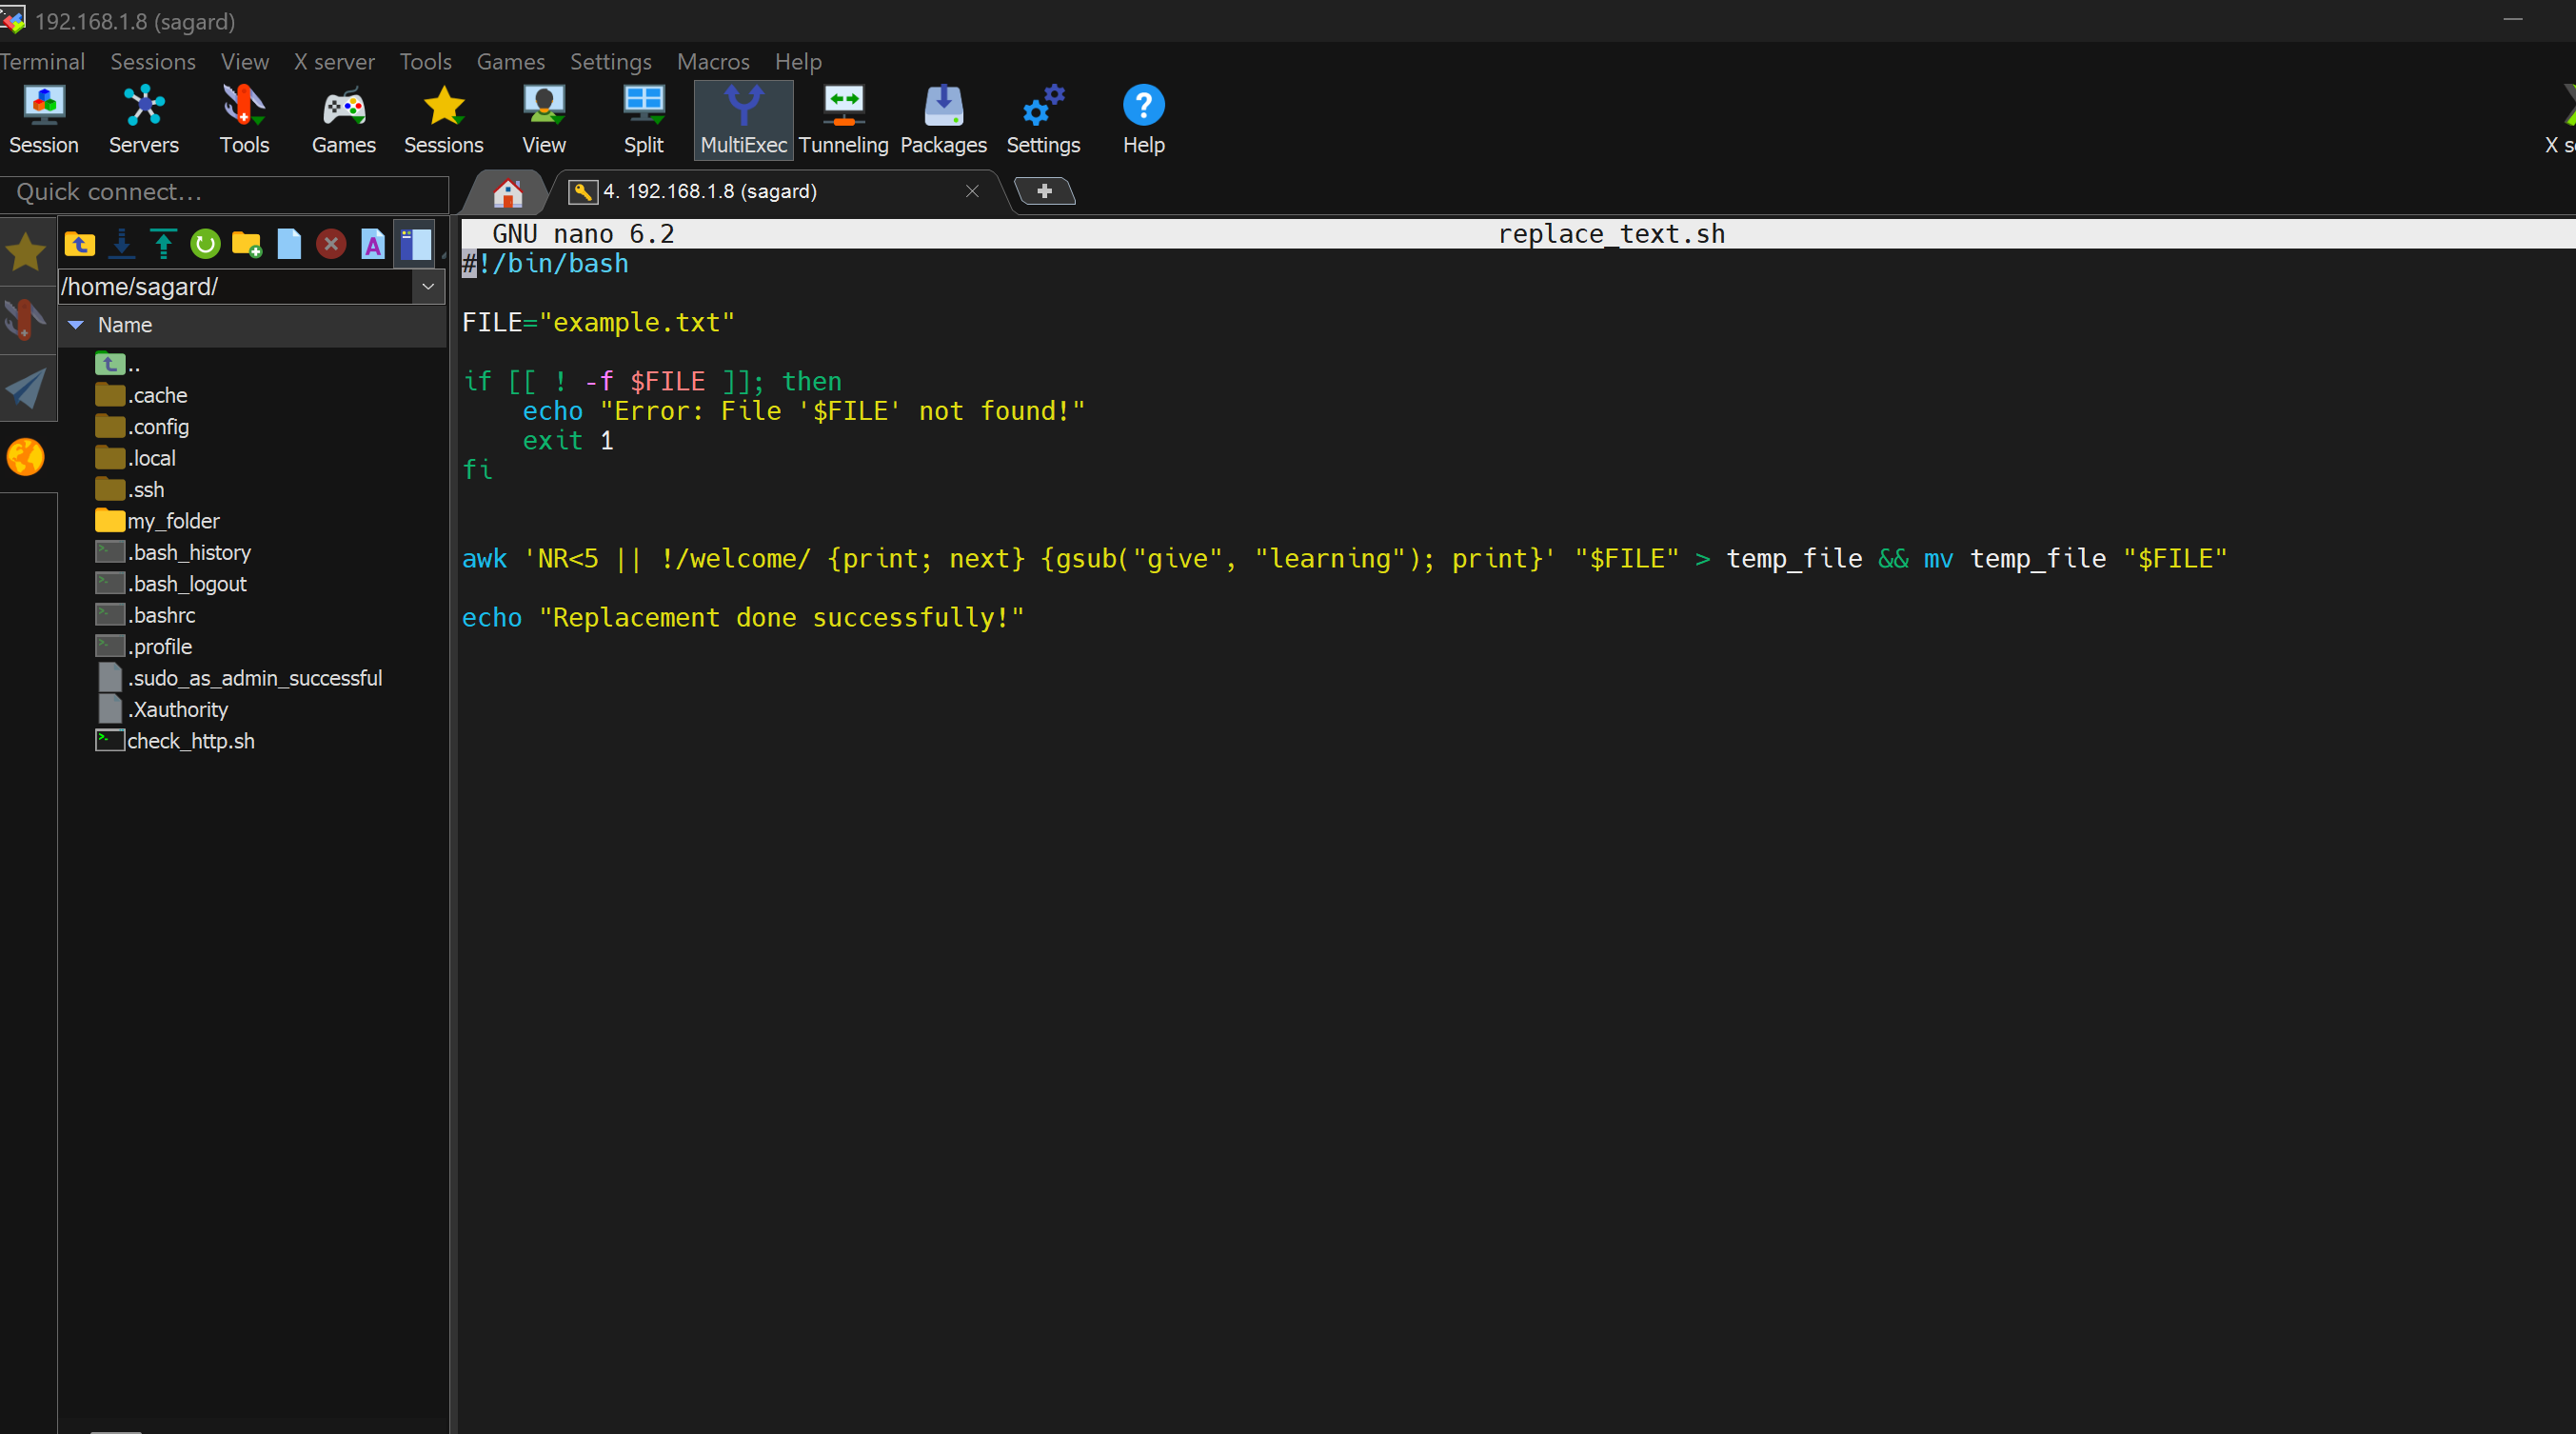 192.168.1.8 (sagard)
Terminal Sessions View X server Tools Games Settings Macros Help
Session Servers Tools Games Sessions View Split MultiExec Tunneling Packages Settings Help
Quick connect...
4. 192.168.1.8 (sagard)
/home/sagard/
Name
..
.cache
.config
.local
.ssh
my_folder
.bash_history
.bash_logout
.bashrc
.profile
.sudo_as_admin_successful
.Xauthority
check_http.sh
GNU nano 6.2 replace_text.sh
#!/bin/bash
FILE="example.txt"
if [[ ! -f $FILE ]]; then
echo "Error: File '$FILE' not found!"
exit 1
fi
awk 'NR<5 || !/welcome/ {print; next} {gsub("give", "learning"); print}' "$FILE" > temp_file && mv temp_file "$FILE"
echo "Replacement done successfully!"